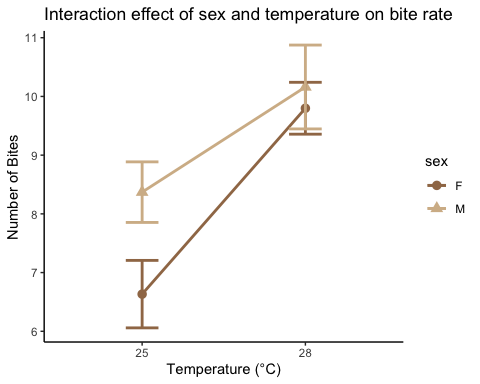 Interaction effect of sex and temperature on bite rate
11
10
9
8
7
6
Number of Bites
25 28
Temperature (°C)
sex
F
M